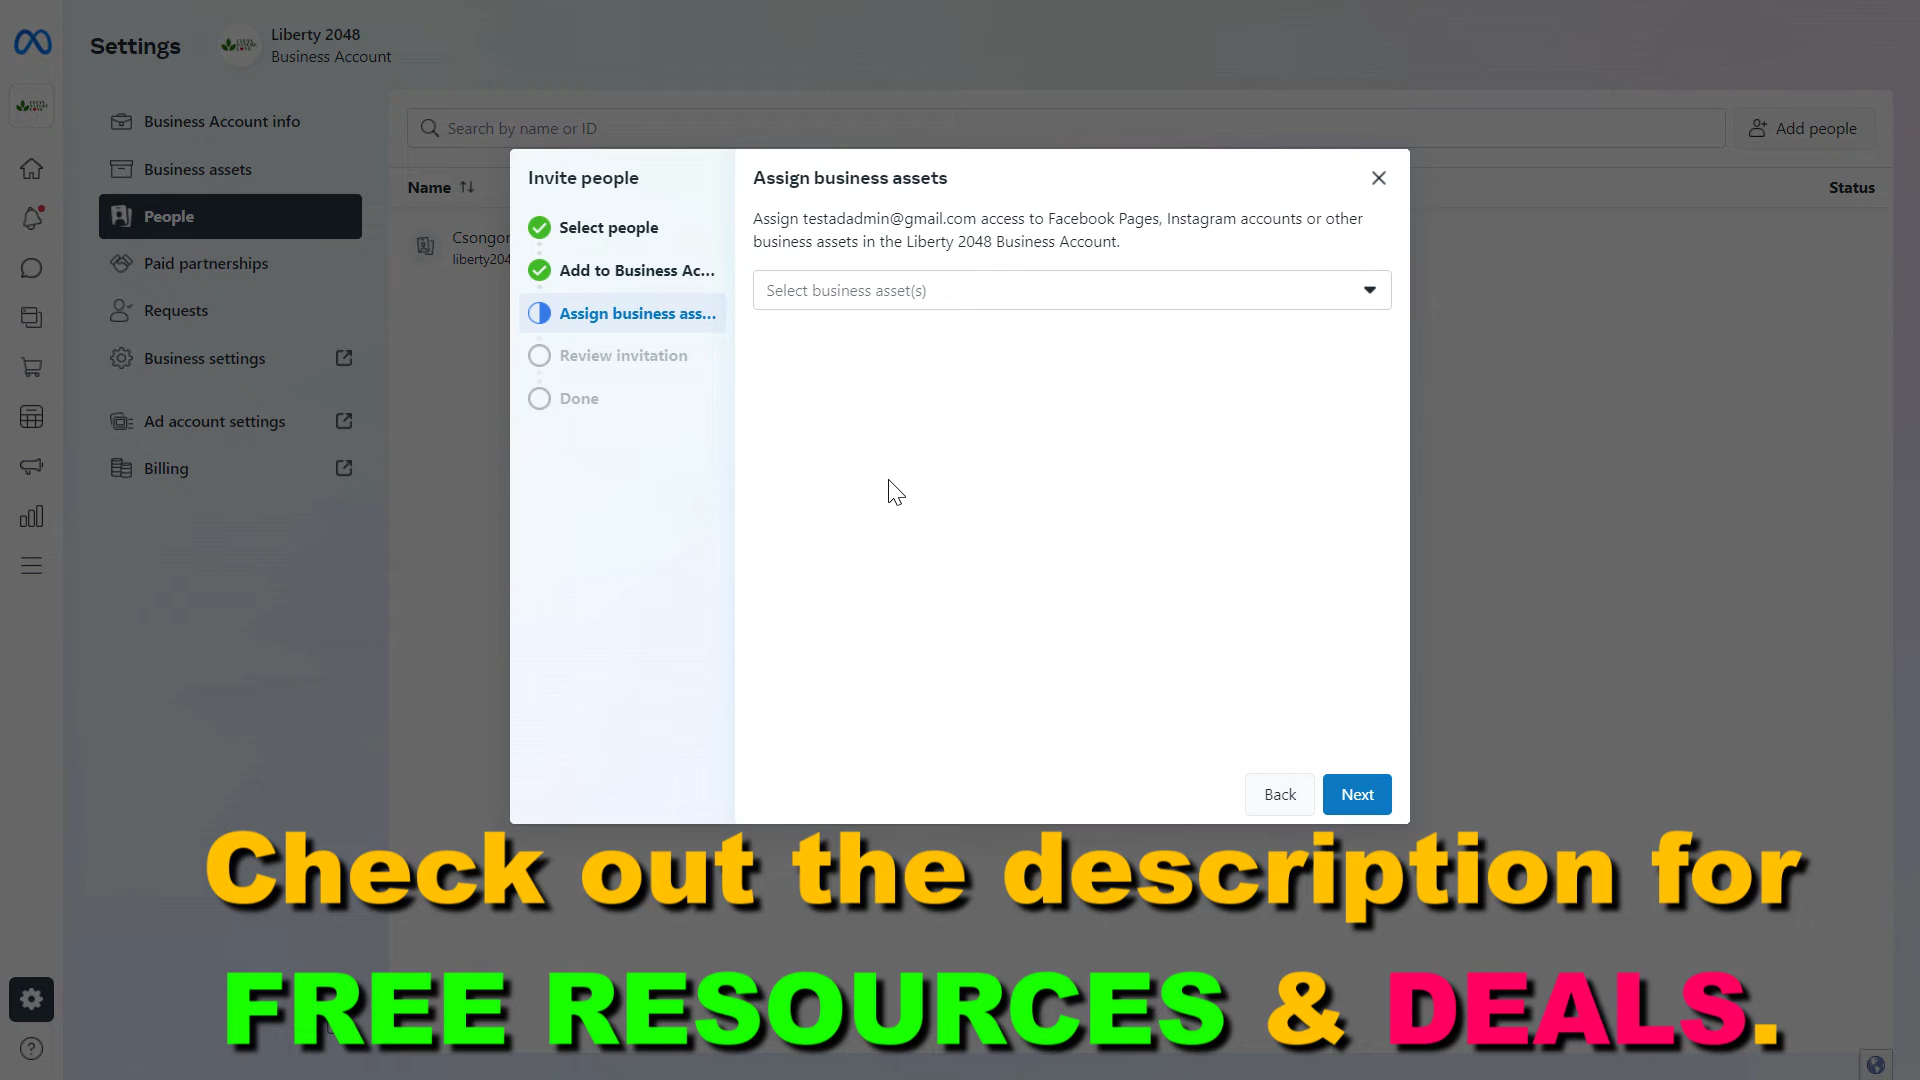 Settings
Liberty 2048
Business Account
Business Account info
Business assets
People
Paid partnerships
Requests
Business settings
Ad account settings
Billing
Search by name or ID
Add people
Name
Status
Csongor
liberty204
Invite people
Select people
Add to Business Ac...
Assign business ass...
Review invitation
Done
Assign business assets
Assign testadadmin@gmail.com access to Facebook Pages, Instagram accounts or other
business assets in the Liberty 2048 Business Account.
Select business asset(s)
Back
Next
Check out the description for
FREE RESOURCES & DEALS.